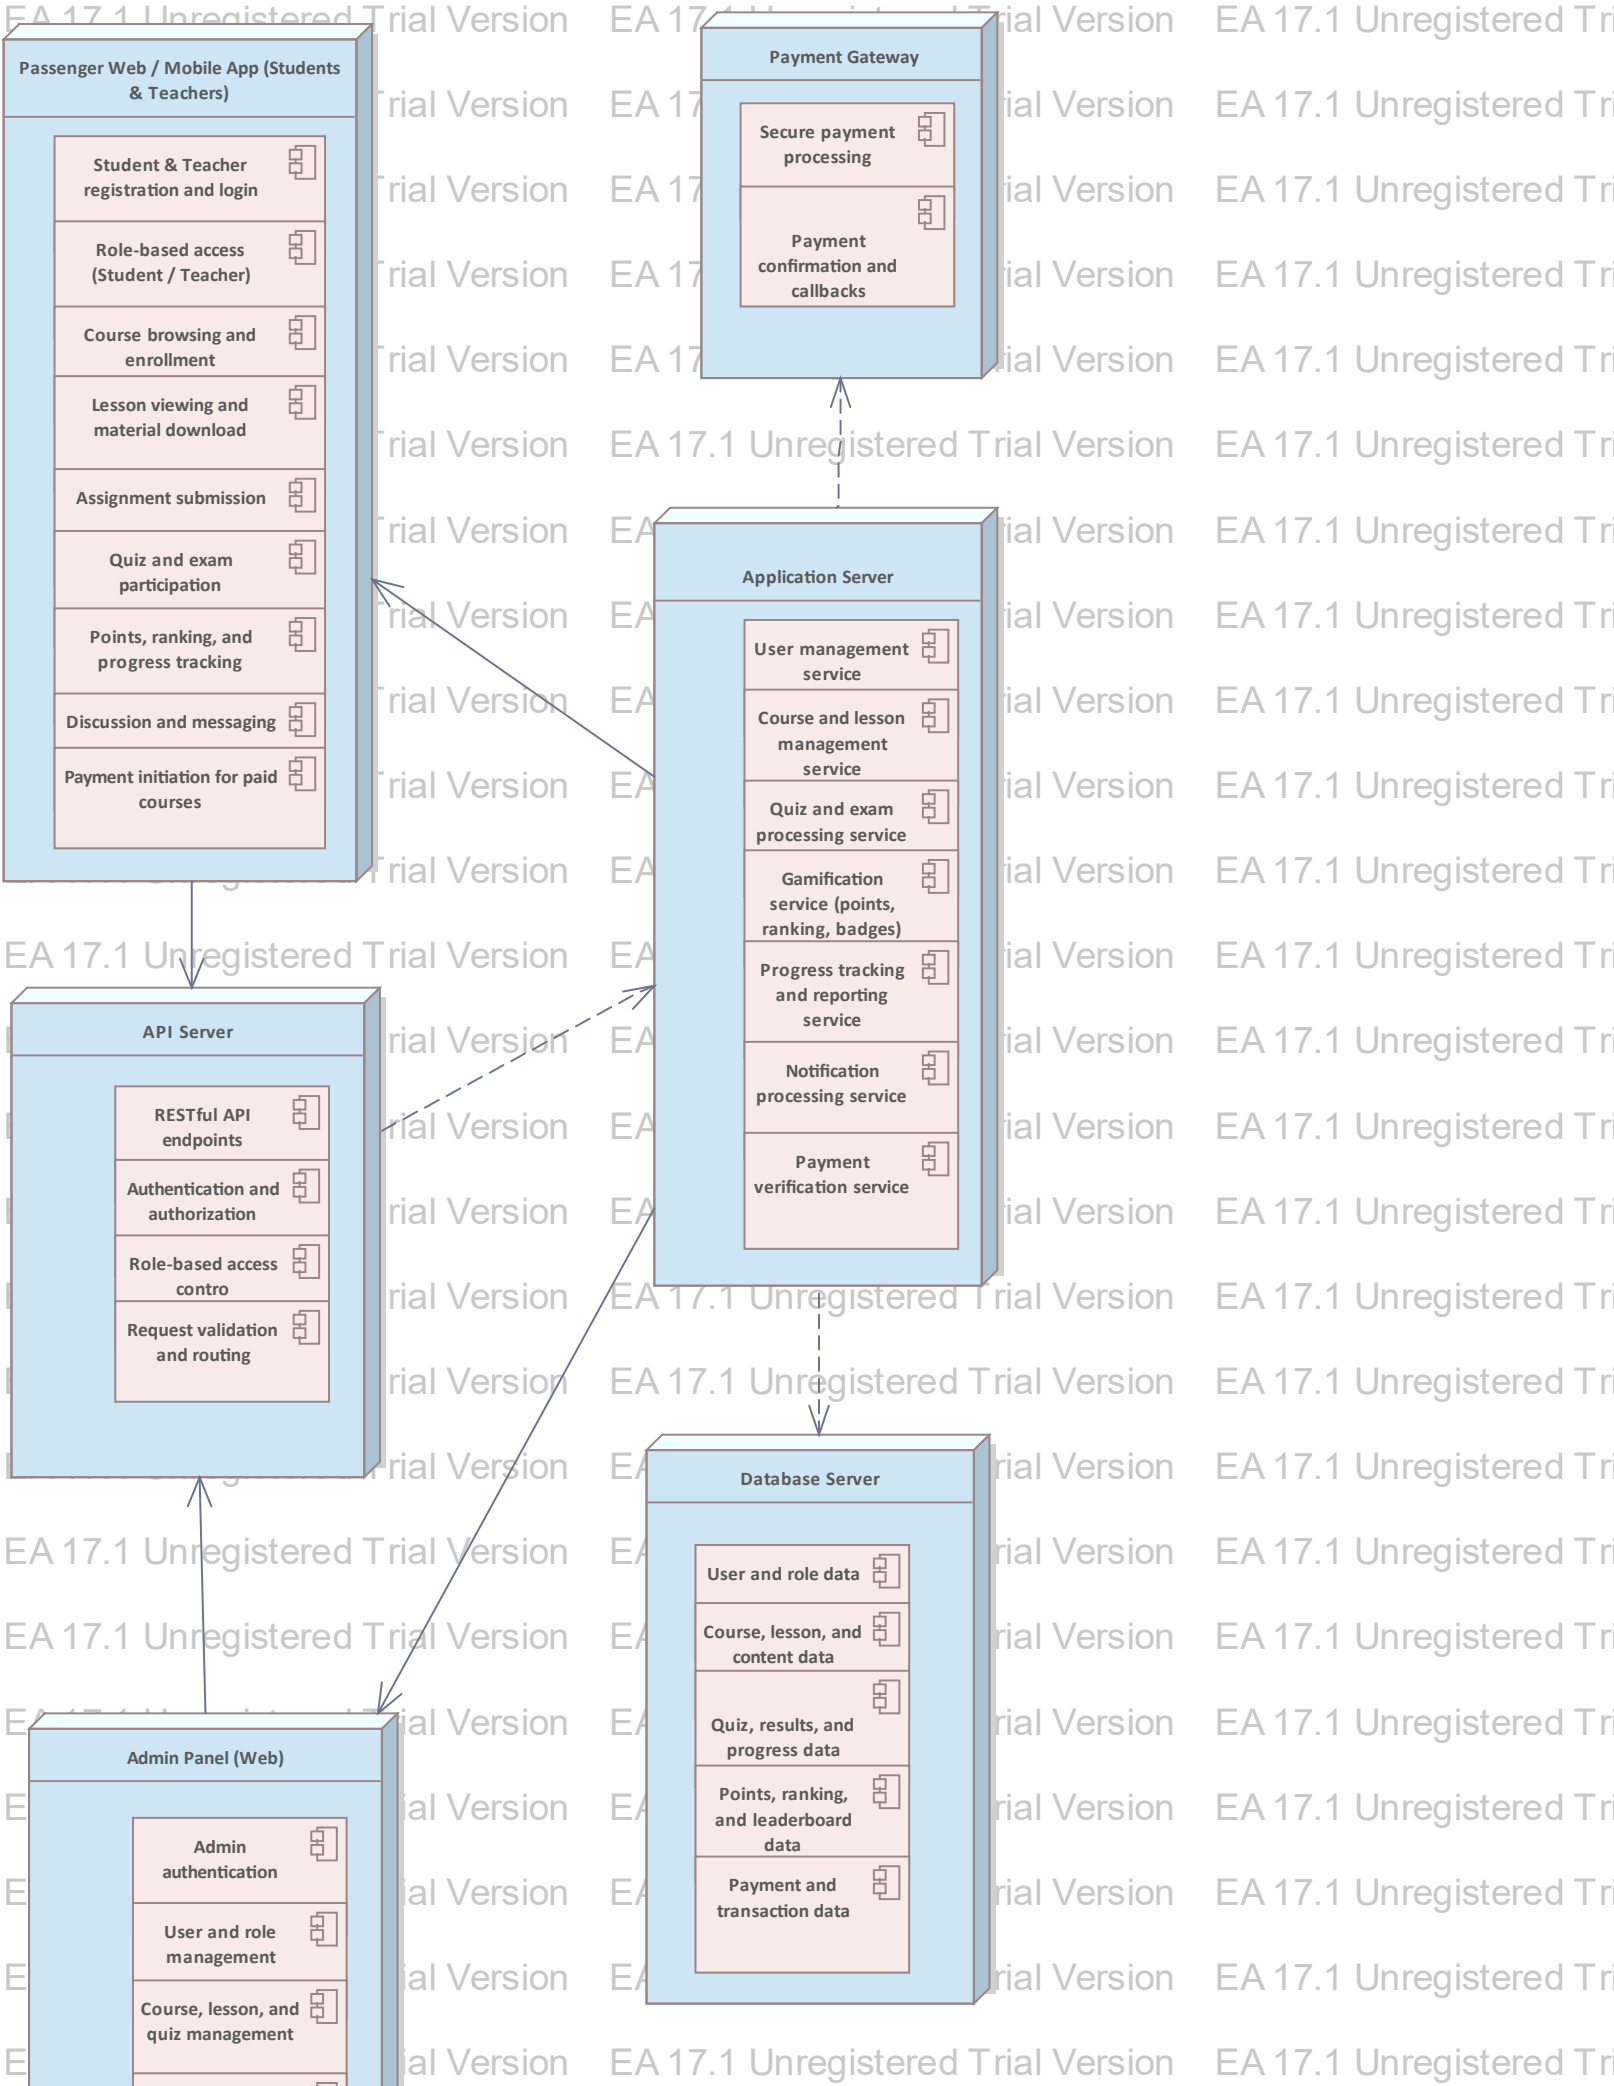 Passenger Web / Mobile App (Students
& Teachers)
Student & Teacher
registration and login
Role-based access
(Student / Teacher)
Course browsing and
enrollment
Lesson viewing and
material download
Assignment submission
Quiz and exam
participation
Points, ranking, and
progress tracking
Discussion and messaging
Payment initiation for paid
courses
Payment Gateway
Secure payment
processing
Payment
confirmation and
callbacks
Application Server
User management
service
Course and lesson
management
service
Quiz and exam
processing service
Gamification
service (points,
ranking, badges)
Progress tracking
and reporting
service
Notification
processing service
Payment
verification service
API Server
RESTful API
endpoints
Authentication and
authorization
Role-based access
contro
Request validation
and routing
Database Server
User and role data
Course, lesson, and
content data
Quiz, results, and
progress data
Points, ranking,
and leaderboard
data
Payment and
transaction data
Admin Panel (Web)
Admin
authentication
User and role
management
Course, lesson, and
quiz management
EA 17.1 Unregistered Trial Version